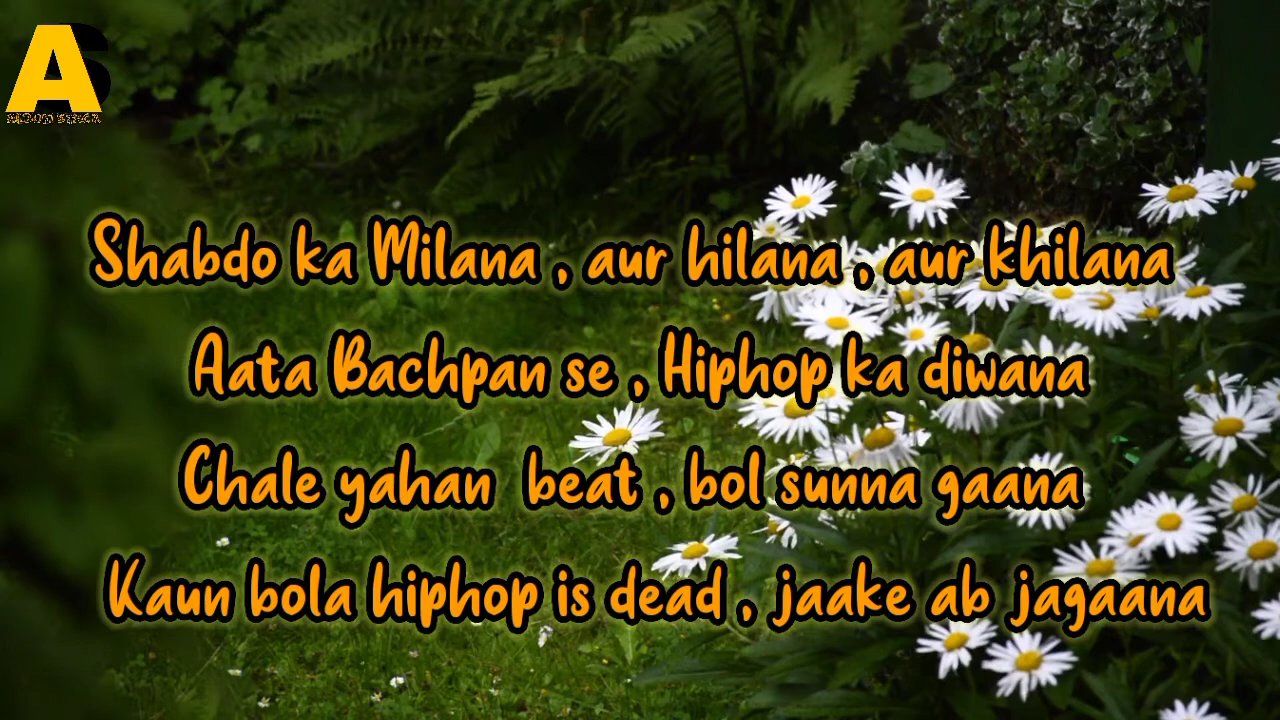 AS
Shabdo ka Milana , aur hilana , aur khilana
Aata Bachpan se , Hiphop ka diwana
Chale yahan beat , bol sunna gaana
Kaun bola hiphop is dead , jaake ab jagaana